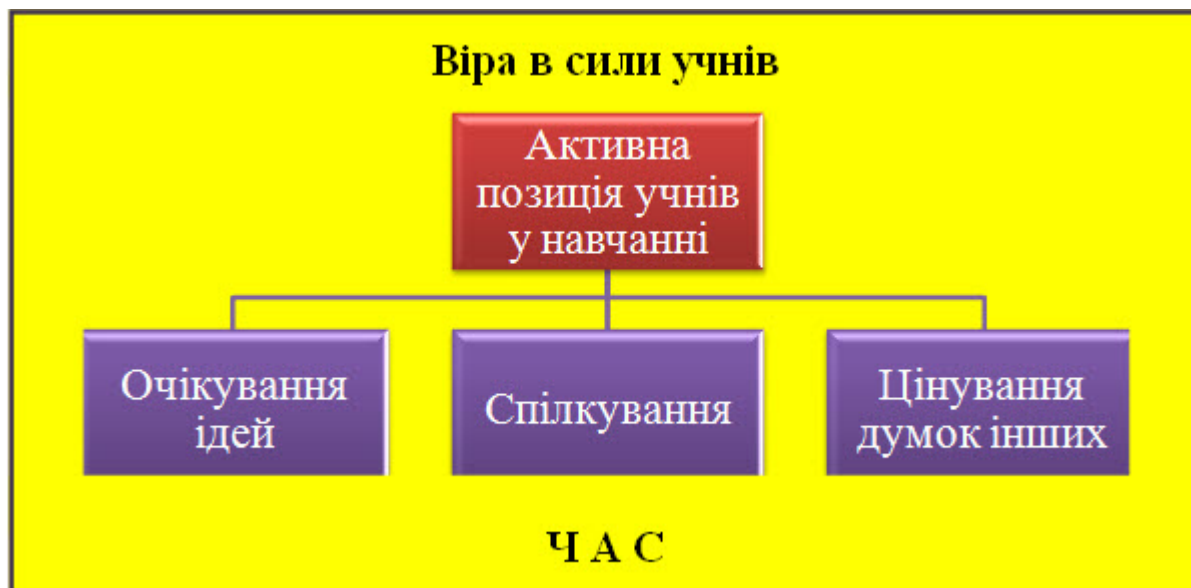 Віра в сили учнів
Активна
позиція учнів
у навчанні
Очікування
ідей
Спілкування
Цінування
думок інших
Ч А С